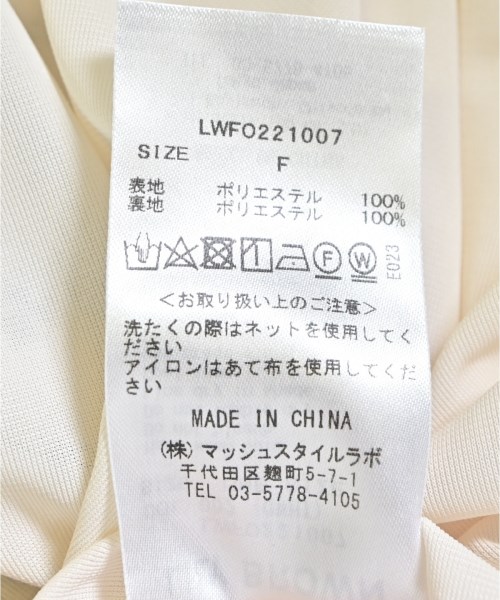 LWFO221007
SIZE F
表地 ポリエステル 100%
裏地 ポリエステル 100%
F W E023
＜お取り扱い上のご注意＞
洗たくの際はネットを使用してく
ださい
アイロンはあて布を使用してくだ
さい
MADE IN CHINA
(株)マッシュスタイルラボ
千代田区麹町5-7-1
TEL 03-5778-4105